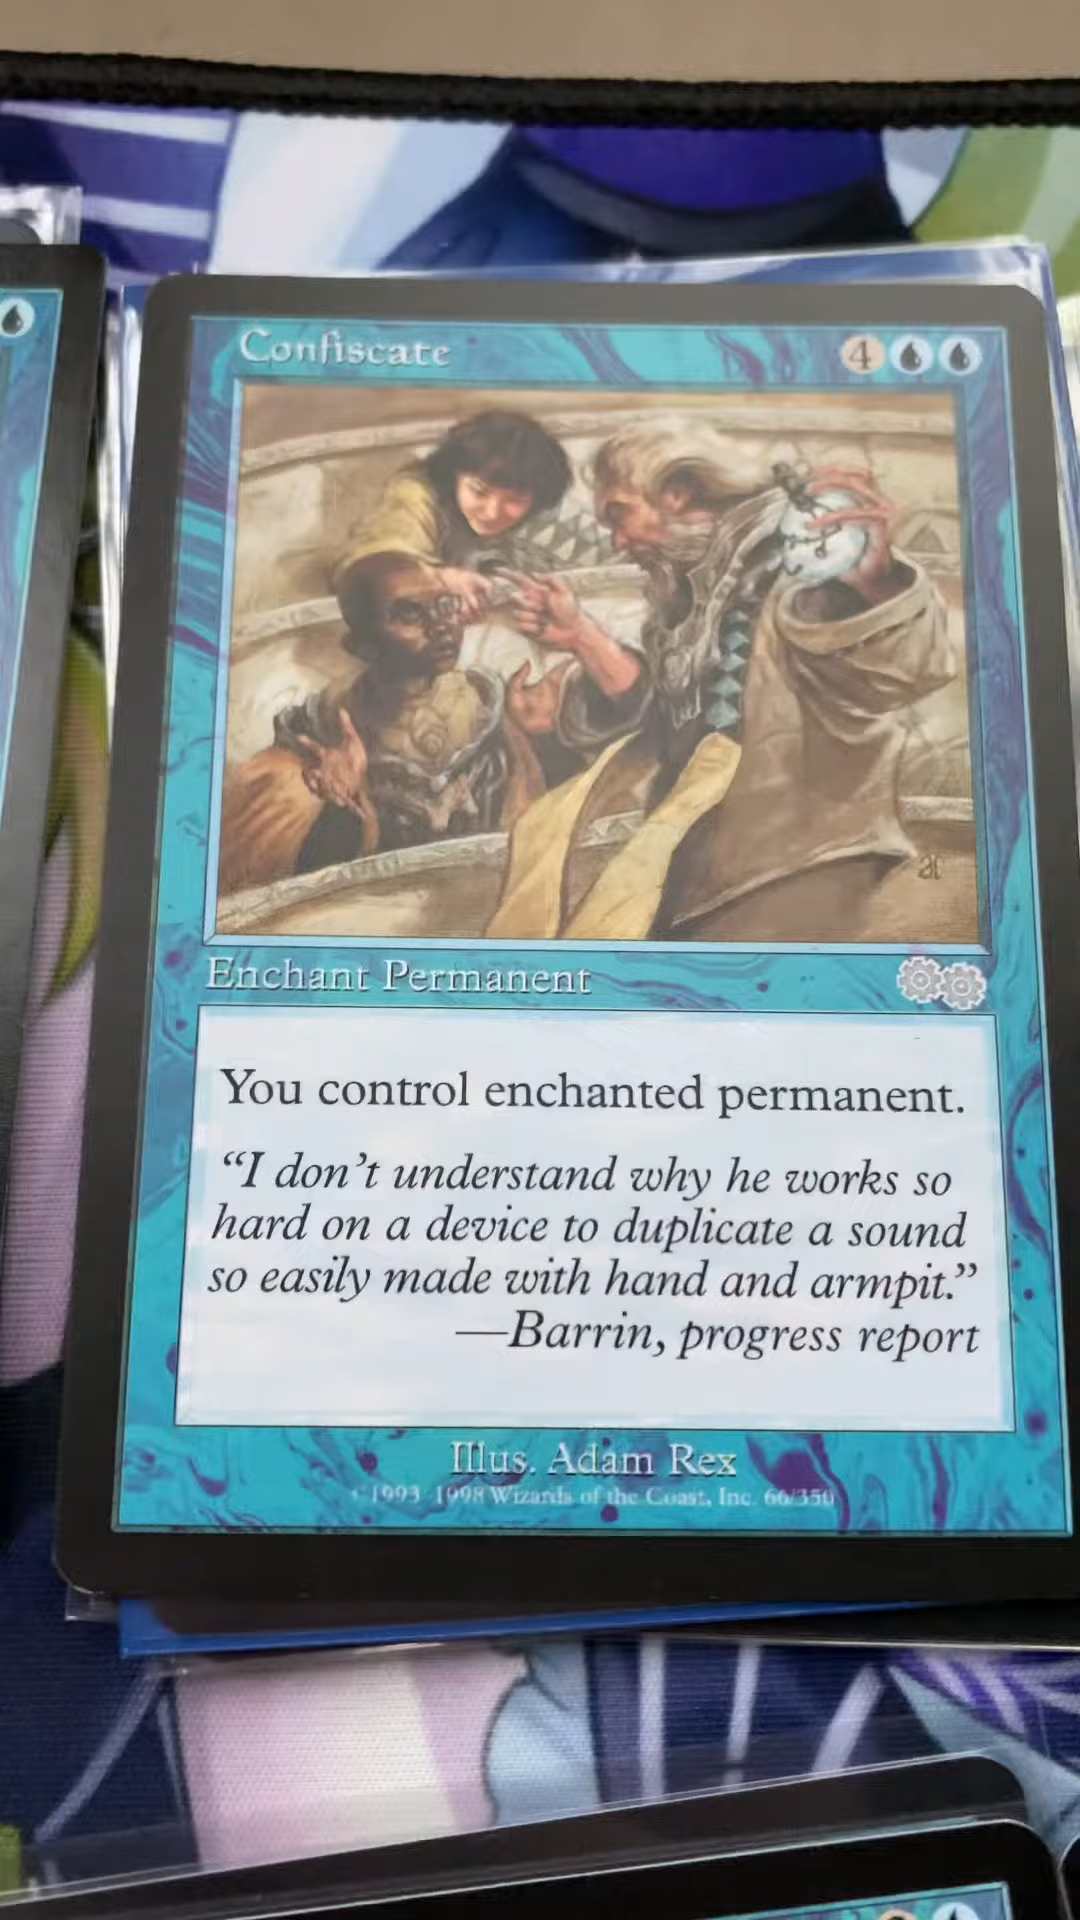 Confiscate 4
Enchant Permanent
You control enchanted permanent.
“I don’t understand why he works so
hard on a device to duplicate a sound
so easily made with hand and armpit.”
—Barrin, progress report
Illus. Adam Rex
© 1993 1998 Wizards of the Coast, Inc. 66/350